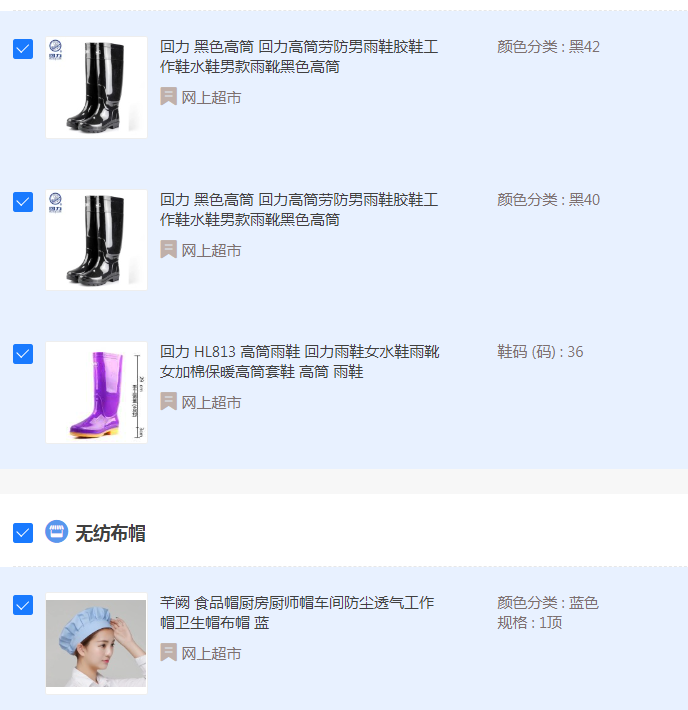 回力
回力 黑色高筒 回力高筒劳防男雨鞋胶鞋工
作鞋水鞋男款雨靴黑色高筒
网上超市
颜色分类 : 黑42
回力
回力 黑色高筒 回力高筒劳防男雨鞋胶鞋工
作鞋水鞋男款雨靴黑色高筒
网上超市
颜色分类 : 黑40
回力 HL813 高筒雨鞋 回力雨鞋女水鞋雨靴
女加棉保暖高筒套鞋 高筒 雨鞋
网上超市
鞋码 (码) : 36
无纺布帽
芊阙 食品帽厨房厨师帽车间防尘透气工作
帽卫生帽布帽 蓝
网上超市
颜色分类 : 蓝色
规格 : 1顶